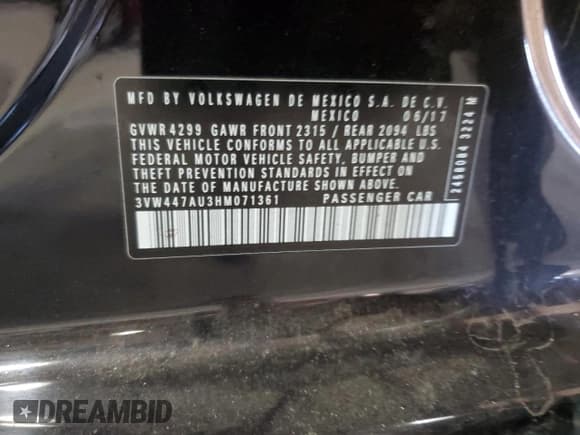 MFD BY VOLKSWAGEN DE MEXICO S.A. DE C.V.
MEXICO 06/17
GVWR 4299 GAWR FRONT 2315 / REAR 2094 LBS
THIS VEHICLE CONFORMS TO ALL APPLICABLE U.S.
FEDERAL MOTOR VEHICLE SAFETY, BUMPER AND
THEFT PREVENTION STANDARDS IN EFFECT ON
THE DATE OF MANUFACTURE SHOWN ABOVE.
3VW447AU3HM071361 PASSENGER CAR
2468084 3224 M
DREAMBID